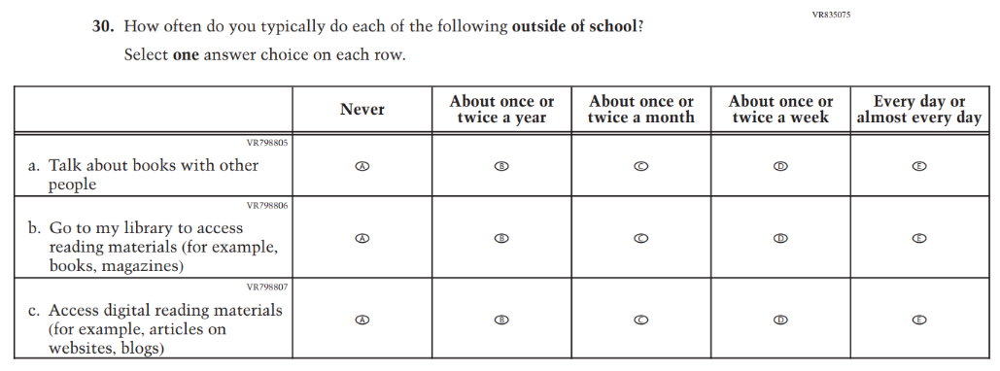 VR835075
30. How often do you typically do each of the following outside of school?
Select one answer choice on each row.
Never
About once or
twice a year
About once or
twice a month
About once or
twice a week
Every day or
almost every day
VR798805
a. Talk about books with other
people
A B C D E
VR798806
b. Go to my library to access
reading materials (for example,
books, magazines)
A B C D E
VR798807
c. Access digital reading materials
(for example, articles on
websites, blogs)
A B C D E